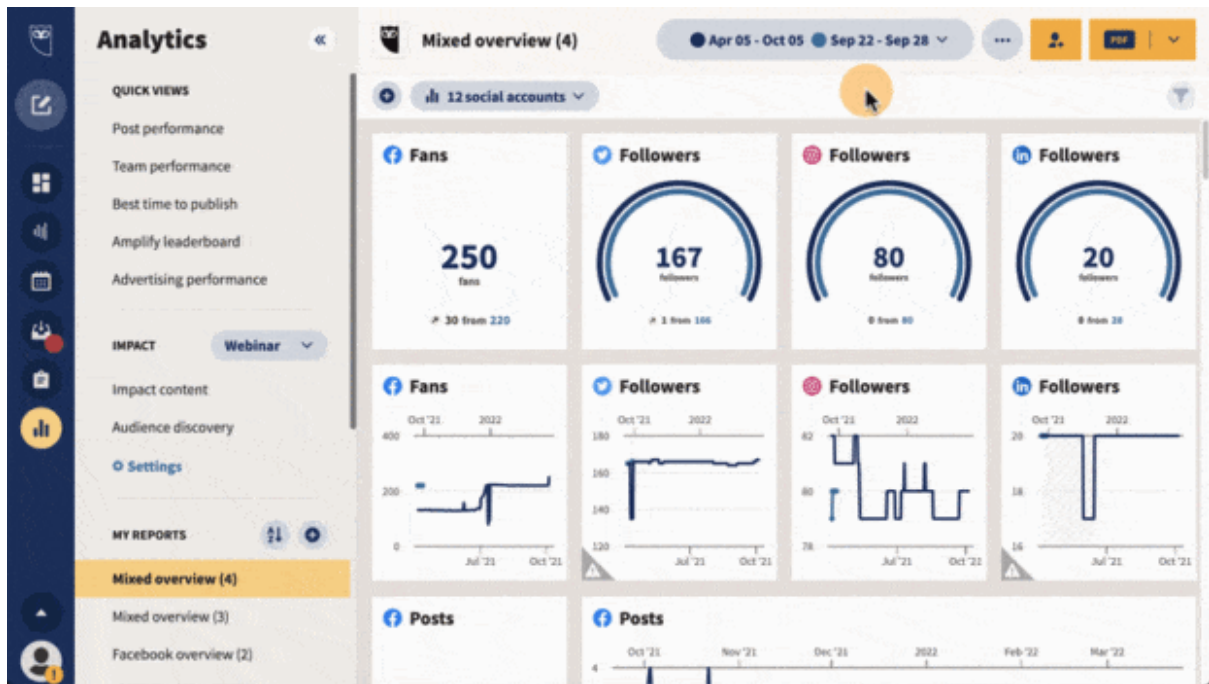 Analytics
«
QUICK VIEWS
Post performance
Team performance
Best time to publish
Amplify leaderboard
Advertising performance
IMPACT
Webinar
Impact content
Audience discovery
Settings
MY REPORTS
Mixed overview (4)
Mixed overview (3)
Facebook overview (2)
Mixed overview (4)
Apr 05 - Oct 05 Sep 22 - Sep 28
PDF
12 social accounts
Fans
250
fans
30 from 220
Followers
167
followers
1 from 166
Followers
80
followers
0 from 80
in Followers
20
followers
0 from 20
Fans
Oct '21 2022
400
200
0
Jul '21 Oct '21
Followers
Oct '21 2022
180
160
140
120
Jul '21 Oct '21
Followers
Oct '21 2022
82
80
78
Jul '21 Oct '22
in Followers
Oct '21 2022
20
18
16
Jul '21 Oct '21
Posts
Posts
Oct '21 Nov '21 Dec '21 2022 Feb '22 Mar '22
4